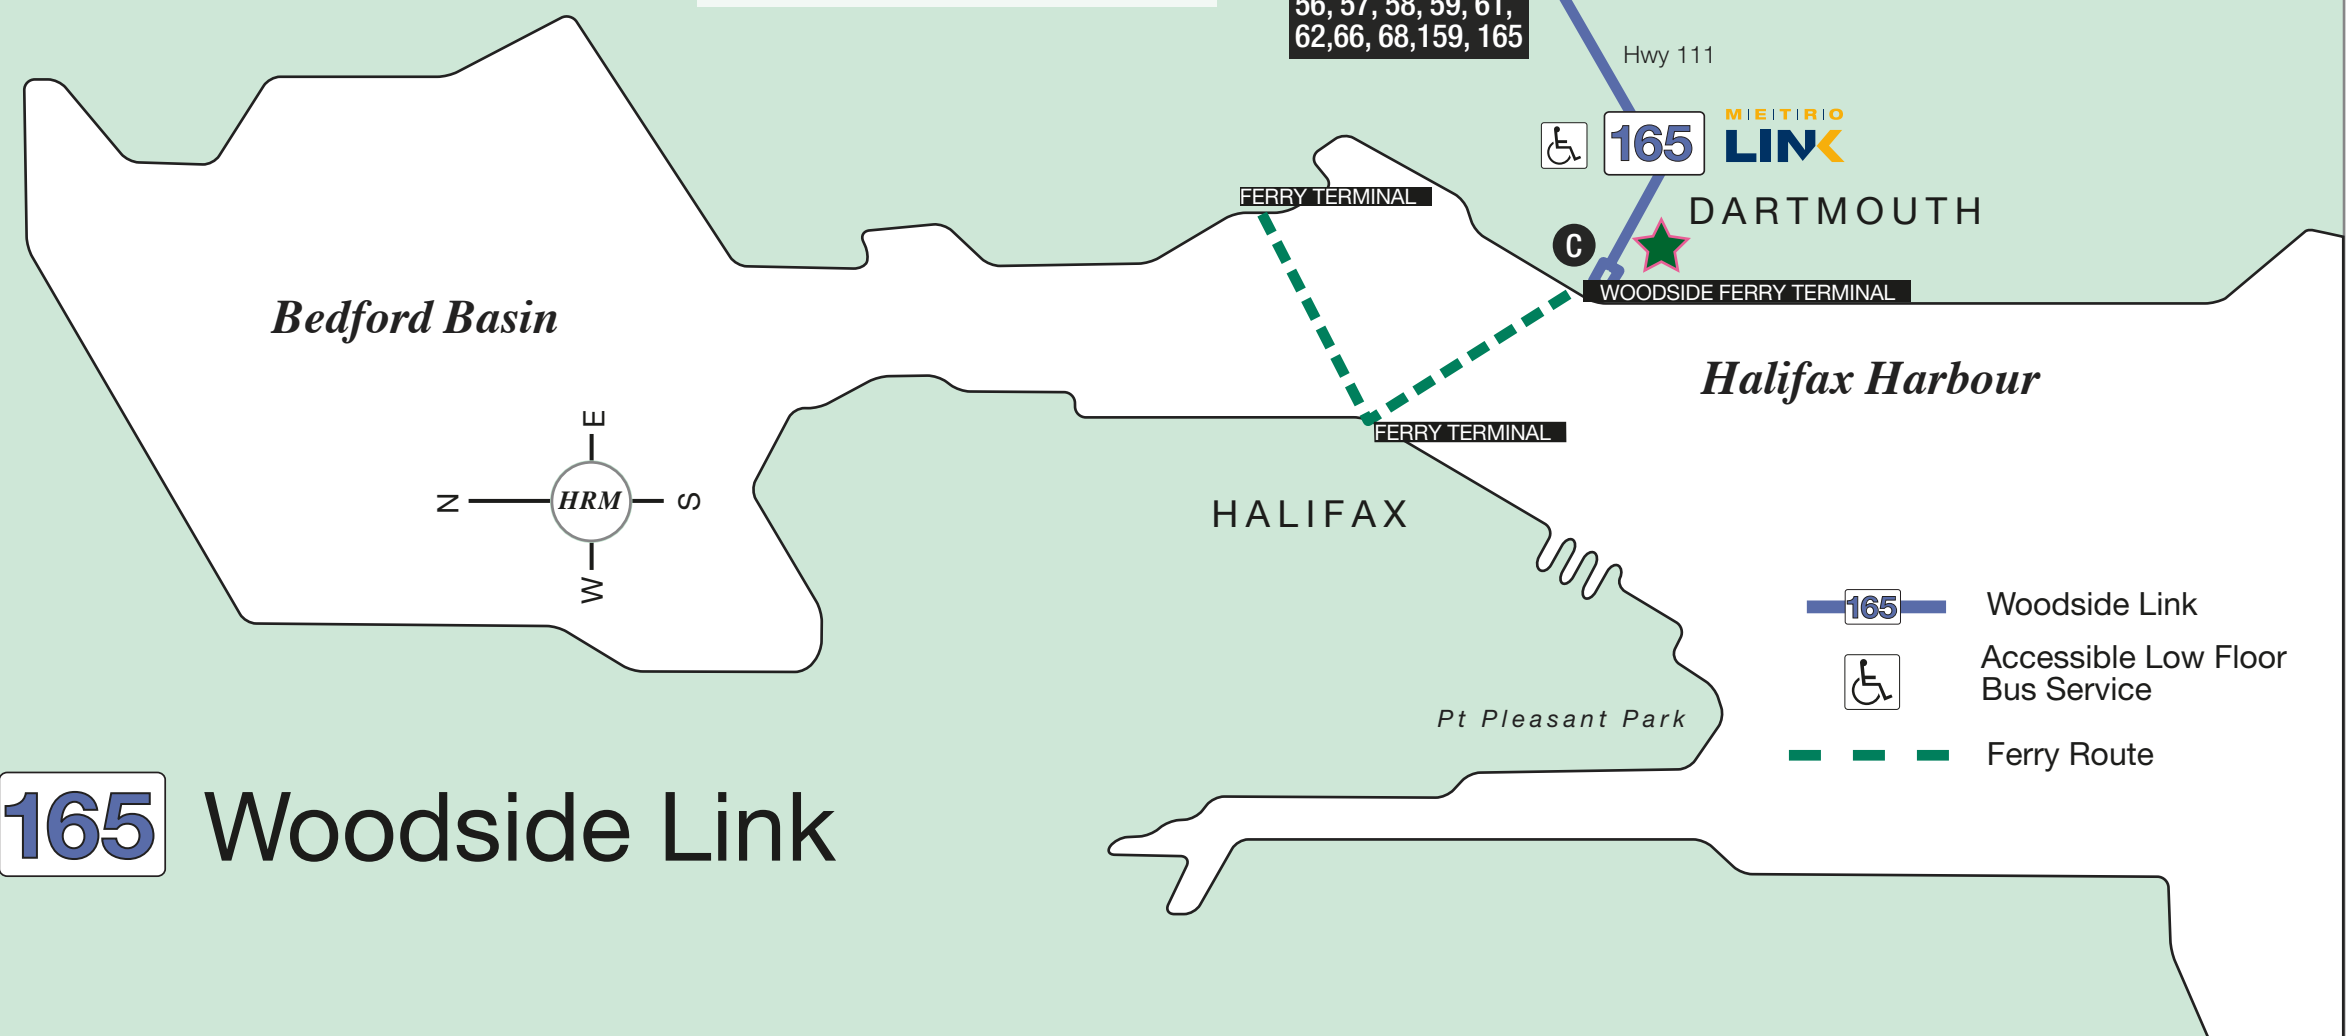 56, 57, 58, 59, 61,
62,66, 68,159, 165
Hwy 111
165
METRO
LINK
FERRY TERMINAL
DARTMOUTH
C
WOODSIDE FERRY TERMINAL
Bedford Basin
Halifax Harbour
E
FERRY TERMINAL
N
HRM
S
HALIFAX
W
165
Woodside Link
Accessible Low Floor
Bus Service
Pt Pleasant Park
Ferry Route
165 Woodside Link